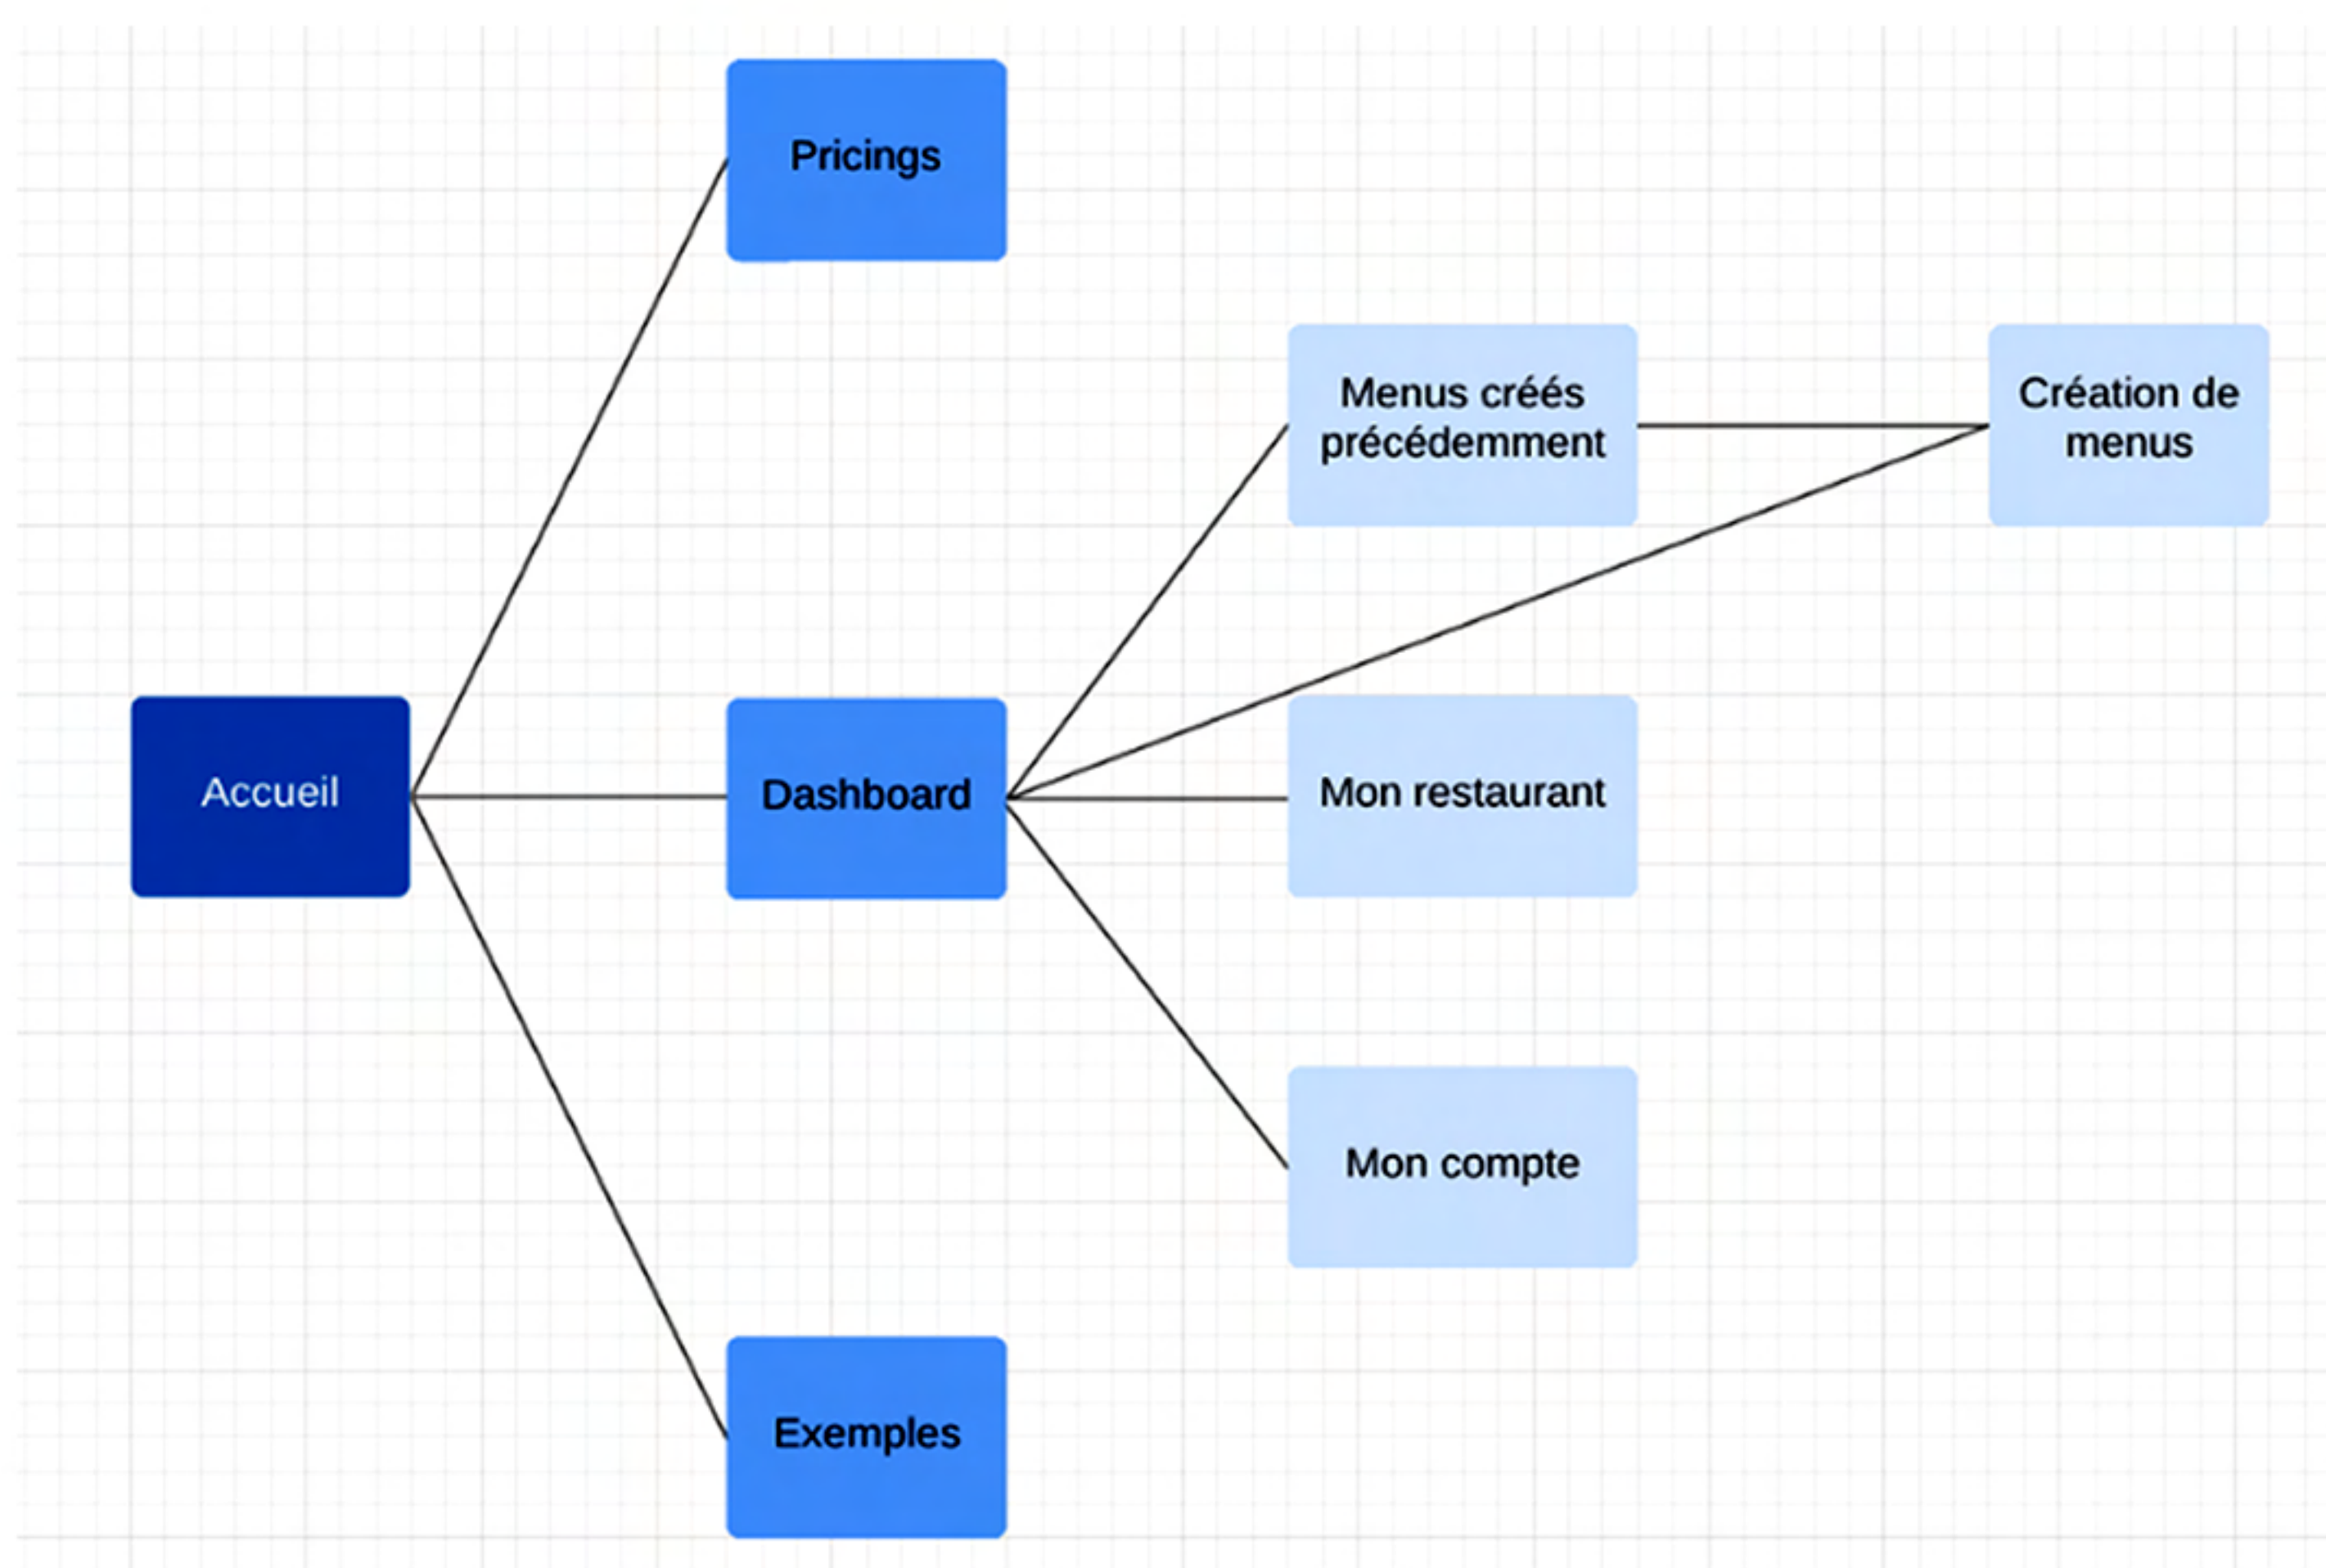 Pricings
Menus créés
précédemment
Création de
menus
Accueil
Dashboard
Mon restaurant
Mon compte
Exemples